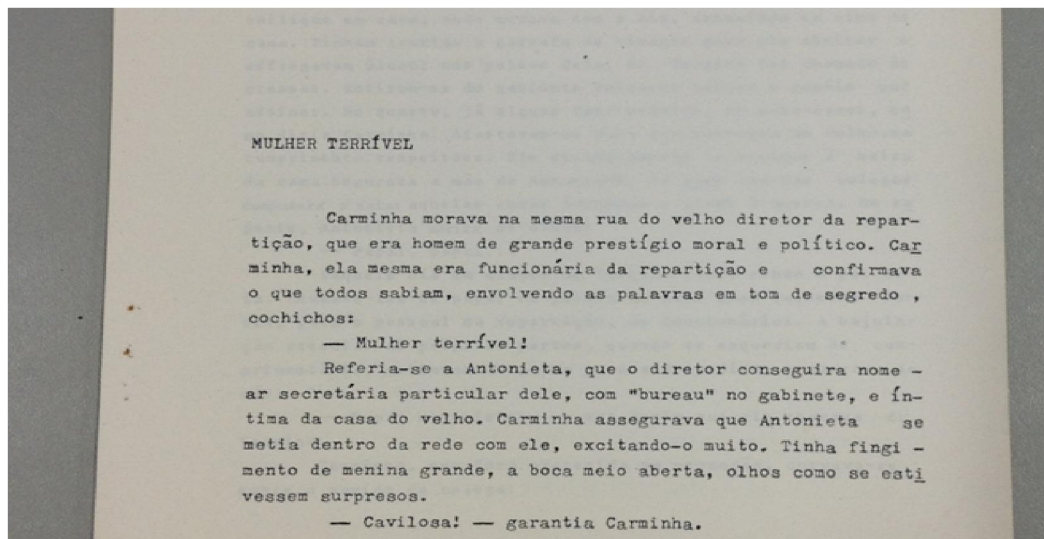 MULHER TERRÍVEL
Carminha morava na mesma rua do velho diretor da repar-
tição, que era homem de grande prestígio moral e político. Car
minha, ela mesma era funcionária da repartição e confirmava
o que todos sabiam, envolvendo as palavras em tom de segredo ,
cochichos:
— Mulher terrível!
Referia-se a Antonieta, que o diretor conseguira nome -
ar secretária particular dele, com "bureau" no gabinete, e ín-
tima da casa do velho. Carminha assegurava que Antonieta se
metia dentro da rede com ele, excitando-o muito. Tinha fingi -
mento de menina grande, a boca meio aberta, olhos como se esti
vessem surpresos.
— Cavilosa! — garantia Carminha.